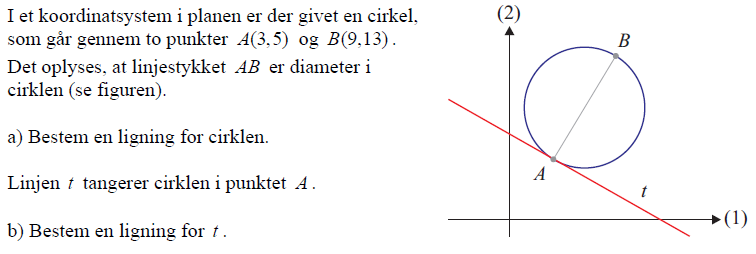 I et koordinatsystem i planen er der givet en cirkel,
som går gennem to punkter A(3,5) og B(9,13).
Det oplyses, at linjestykket AB er diameter i
cirklen (se figuren).
a) Bestem en ligning for cirklen.
Linjen t tangerer cirklen i punktet A.
b) Bestem en ligning for t.
(2)
B
A
t
(1)